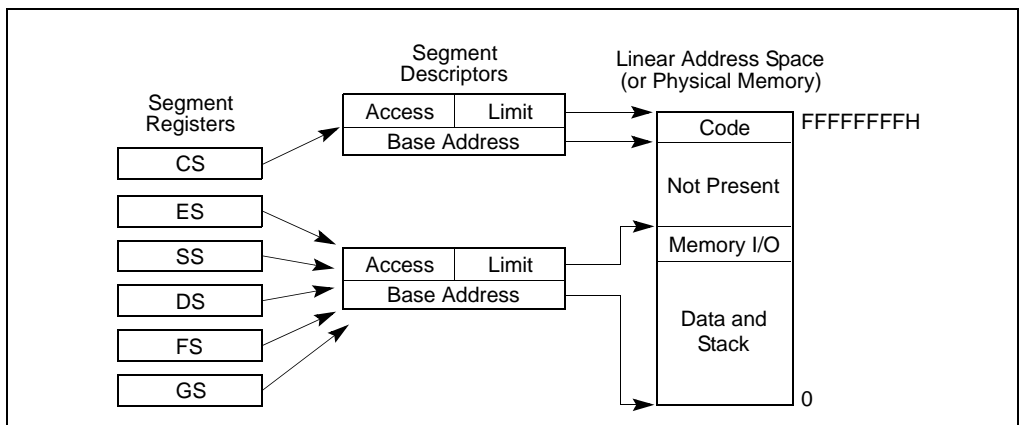 Segment
Registers
CS
ES
SS
DS
FS
GS
Segment
Descriptors
Access Limit
Base Address
Access Limit
Base Address
Linear Address Space
(or Physical Memory)
Code
FFFFFFFFH
Not Present
Memory I/O
Data and
Stack
0